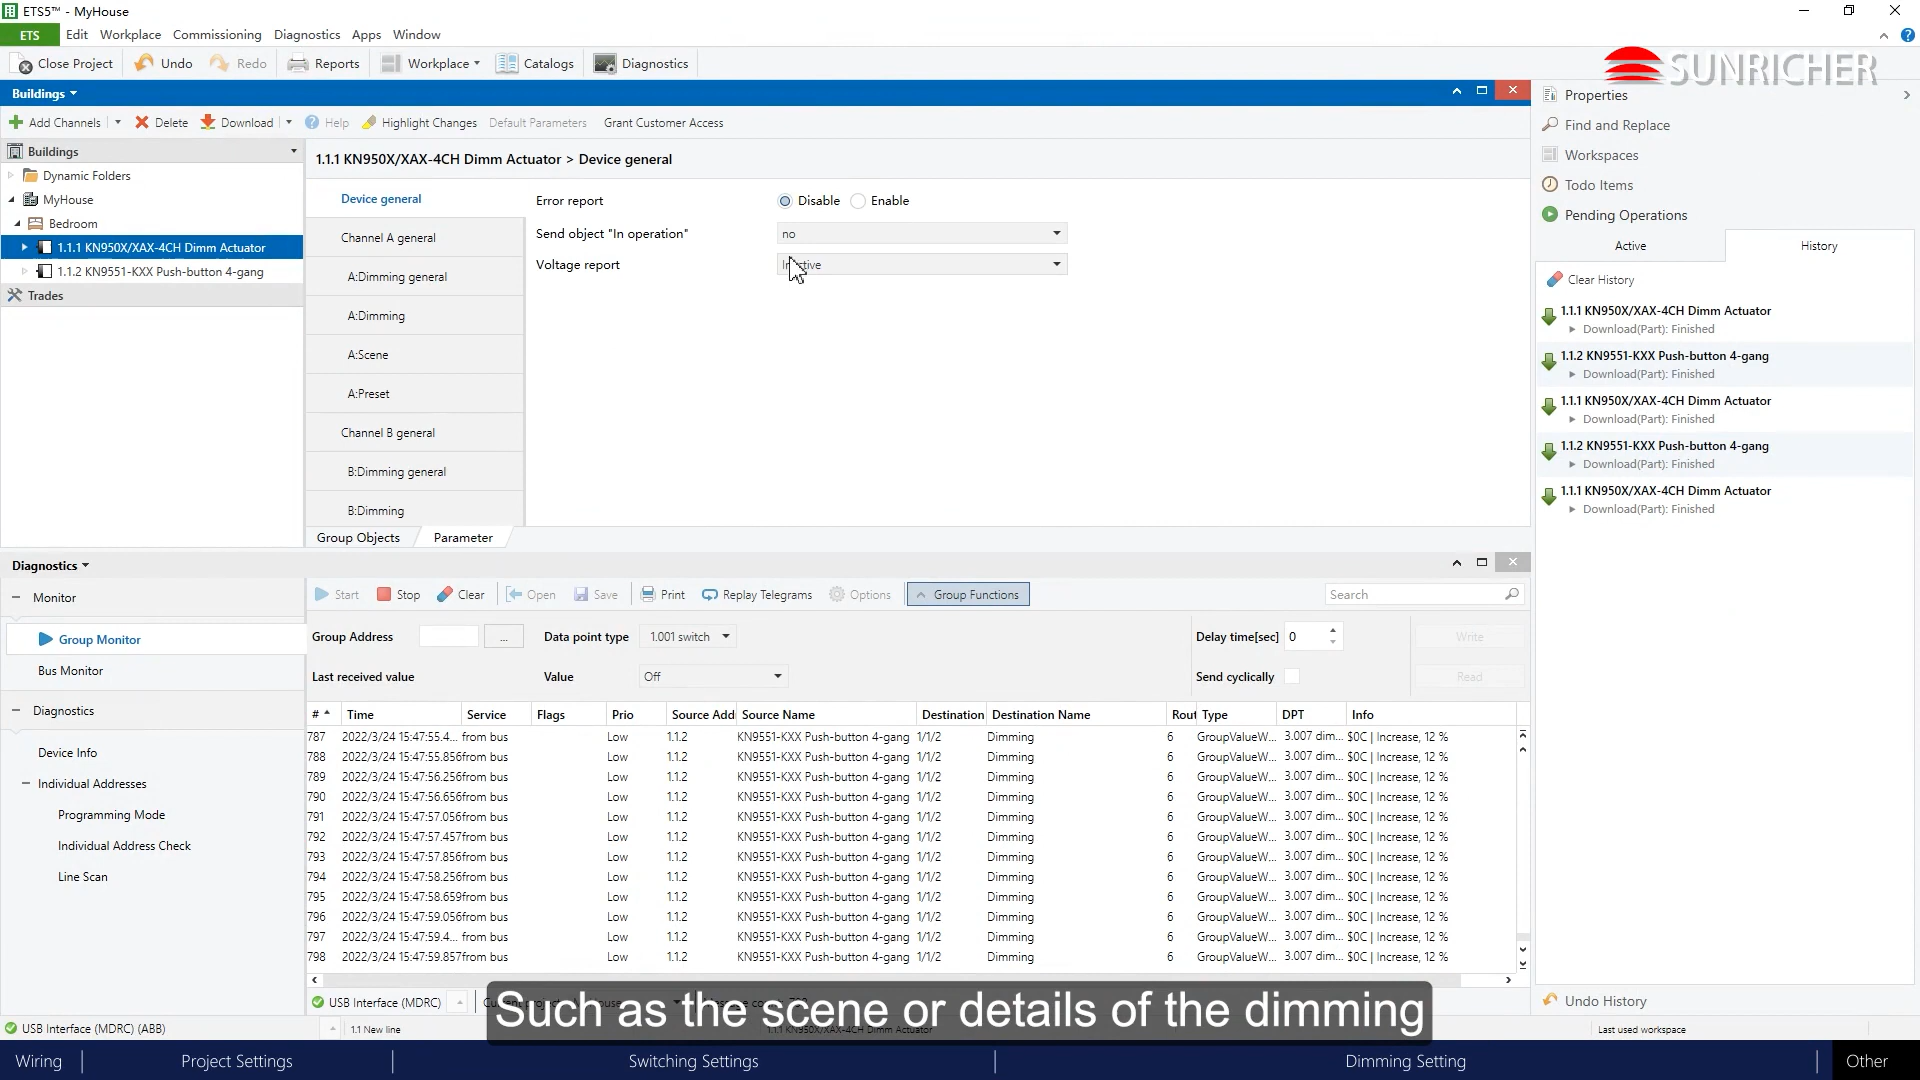 ETS5™ - MyHouse
ETS Edit Workplace Commissioning Diagnostics Apps Window
Close Project Undo Redo Reports Workplace Catalogs Diagnostics
SUNRICHER
Buildings
Add Channels Delete Download Help Highlight Changes Default Parameters Grant Customer Access
Buildings
Dynamic Folders
MyHouse
Bedroom
1.1.1 KN950X/XAX-4CH Dimm Actuator
1.1.2 KN9551-KXX Push-button 4-gang
Trades
1.1.1 KN950X/XAX-4CH Dimm Actuator > Device general
Device general
Channel A general
A:Dimming general
A:Dimming
A:Scene
A:Preset
Channel B general
B:Dimming general
B:Dimming
Error report Disable Enable
Send object "In operation" no
Voltage report
Group Objects Parameter
Properties
Find and Replace
Workspaces
Todo Items
Pending Operations
Active History
Clear History
1.1.1 KN950X/XAX-4CH Dimm Actuator
Download(Part): Finished
1.1.2 KN9551-KXX Push-button 4-gang
Download(Part): Finished
1.1.1 KN950X/XAX-4CH Dimm Actuator
Download(Part): Finished
1.1.2 KN9551-KXX Push-button 4-gang
Download(Part): Finished
1.1.1 KN950X/XAX-4CH Dimm Actuator
Download(Part): Finished
Undo History
Diagnostics
Monitor
Group Monitor
Bus Monitor
Diagnostics
Device Info
Individual Addresses
Programming Mode
Individual Address Check
Line Scan
Start Stop Clear Open Save Print Replay Telegrams Options Group Functions Search
Group Address ... Data point type 1.001 switch Delay time[sec] 0 Write
Last received value Value Off Send cyclically Read
# Time Service Flags Prio Source Add Source Name Destination Destination Name Rout Type DPT Info
787 2022/3/24 15:47:55.4... from bus Low 1.1.2 KN9551-KXX Push-button 4-gang 1/1/2 Dimming 6 GroupValueW... 3.007 dim... $0C | Increase, 12 %
788 2022/3/24 15:47:55.856 from bus Low 1.1.2 KN9551-KXX Push-button 4-gang 1/1/2 Dimming 6 GroupValueW... 3.007 dim... $0C | Increase, 12 %
789 2022/3/24 15:47:56.256 from bus Low 1.1.2 KN9551-KXX Push-button 4-gang 1/1/2 Dimming 6 GroupValueW... 3.007 dim... $0C | Increase, 12 %
790 2022/3/24 15:47:56.656 from bus Low 1.1.2 KN9551-KXX Push-button 4-gang 1/1/2 Dimming 6 GroupValueW... 3.007 dim... $0C | Increase, 12 %
791 2022/3/24 15:47:57.056 from bus Low 1.1.2 KN9551-KXX Push-button 4-gang 1/1/2 Dimming 6 GroupValueW... 3.007 dim... $0C | Increase, 12 %
792 2022/3/24 15:47:57.457 from bus Low 1.1.2 KN9551-KXX Push-button 4-gang 1/1/2 Dimming 6 GroupValueW... 3.007 dim... $0C | Increase, 12 %
793 2022/3/24 15:47:57.856 from bus Low 1.1.2 KN9551-KXX Push-button 4-gang 1/1/2 Dimming 6 GroupValueW... 3.007 dim... $0C | Increase, 12 %
794 2022/3/24 15:47:58.256 from bus Low 1.1.2 KN9551-KXX Push-button 4-gang 1/1/2 Dimming 6 GroupValueW... 3.007 dim... $0C | Increase, 12 %
795 2022/3/24 15:47:58.659 from bus Low 1.1.2 KN9551-KXX Push-button 4-gang 1/1/2 Dimming 6 GroupValueW... 3.007 dim... $0C | Increase, 12 %
796 2022/3/24 15:47:59.056 from bus Low 1.1.2 KN9551-KXX Push-button 4-gang 1/1/2 Dimming 6 GroupValueW... 3.007 dim... $0C | Increase, 12 %
797 2022/3/24 15:47:59.4... from bus Low 1.1.2 KN9551-KXX Push-button 4-gang 1/1/2 Dimming 6 GroupValueW... 3.007 dim... $0C | Increase, 12 %
798 2022/3/24 15:47:59.857 from bus Low 1.1.2 KN9551-KXX Push-button 4-gang 1/1/2 Dimming 6 GroupValueW... 3.007 dim... $0C | Increase, 12 %
USB Interface (MDRC)
Such as the scene or details of the dimming
USB Interface (MDRC) (ABB) 1.1 New line 1.1.1 KN950X/XAX-4CH Dimm Actuator Last used workspace
Wiring Project Settings Switching Settings Dimming Setting Other